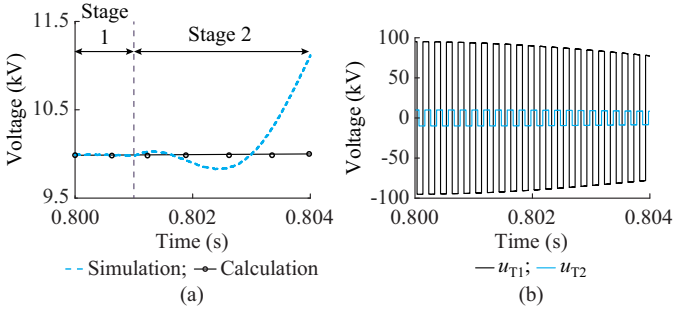 Stage
1
Stage 2
11.5
10.5
9.5
Voltage (kV)
0.800
0.802
0.804
Time (s)
Simulation; Calculation
(a)
100
50
0
-50
-100
Voltage (kV)
0.800
0.802
0.804
Time (s)
uT1; uT2
(b)